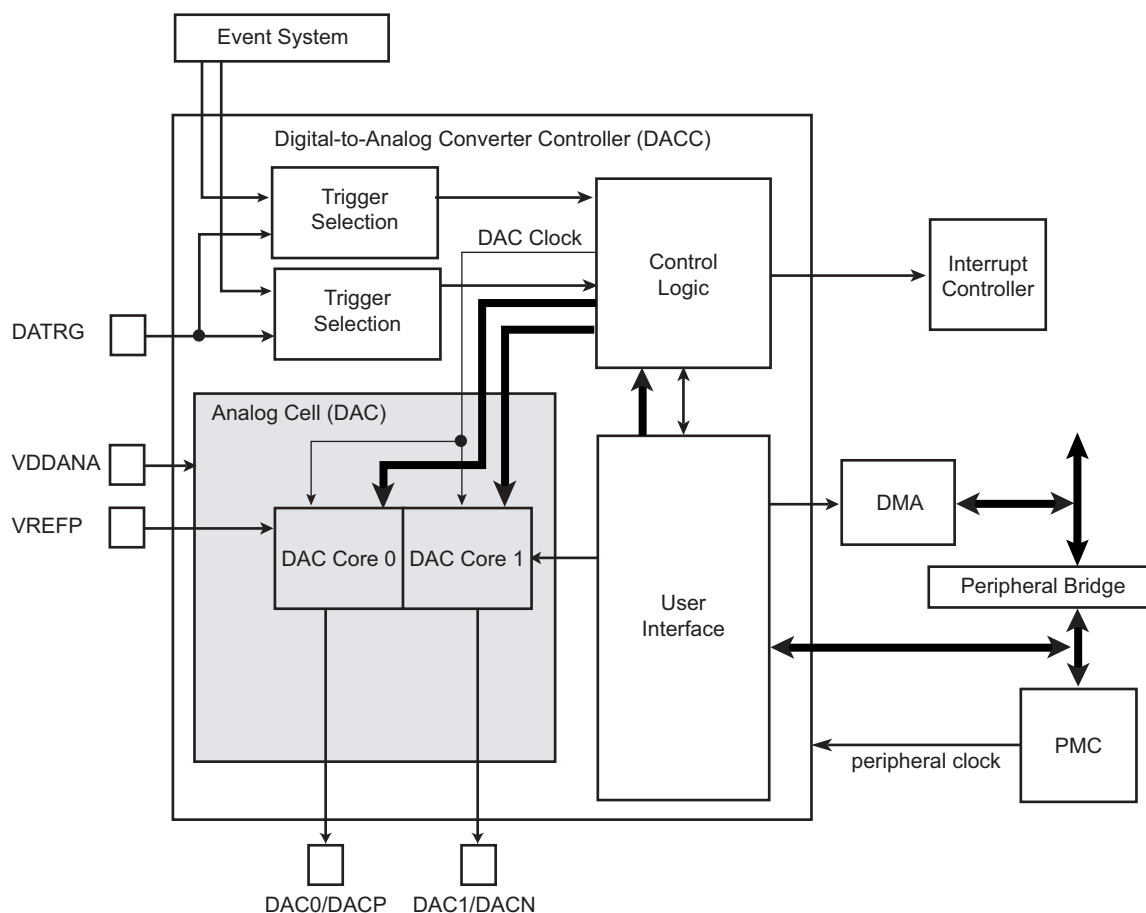 Event System
Digital-to-Analog Converter Controller (DACC)
Trigger
Selection
DAC Clock
Control
Logic
Interrupt
Controller
Trigger
Selection
DATRG
Analog Cell (DAC)
VDDANA
VREFP
DMA
DAC Core 0
DAC Core 1
Peripheral Bridge
User
Interface
PMC
peripheral clock
DAC0/DACP
DAC1/DACN